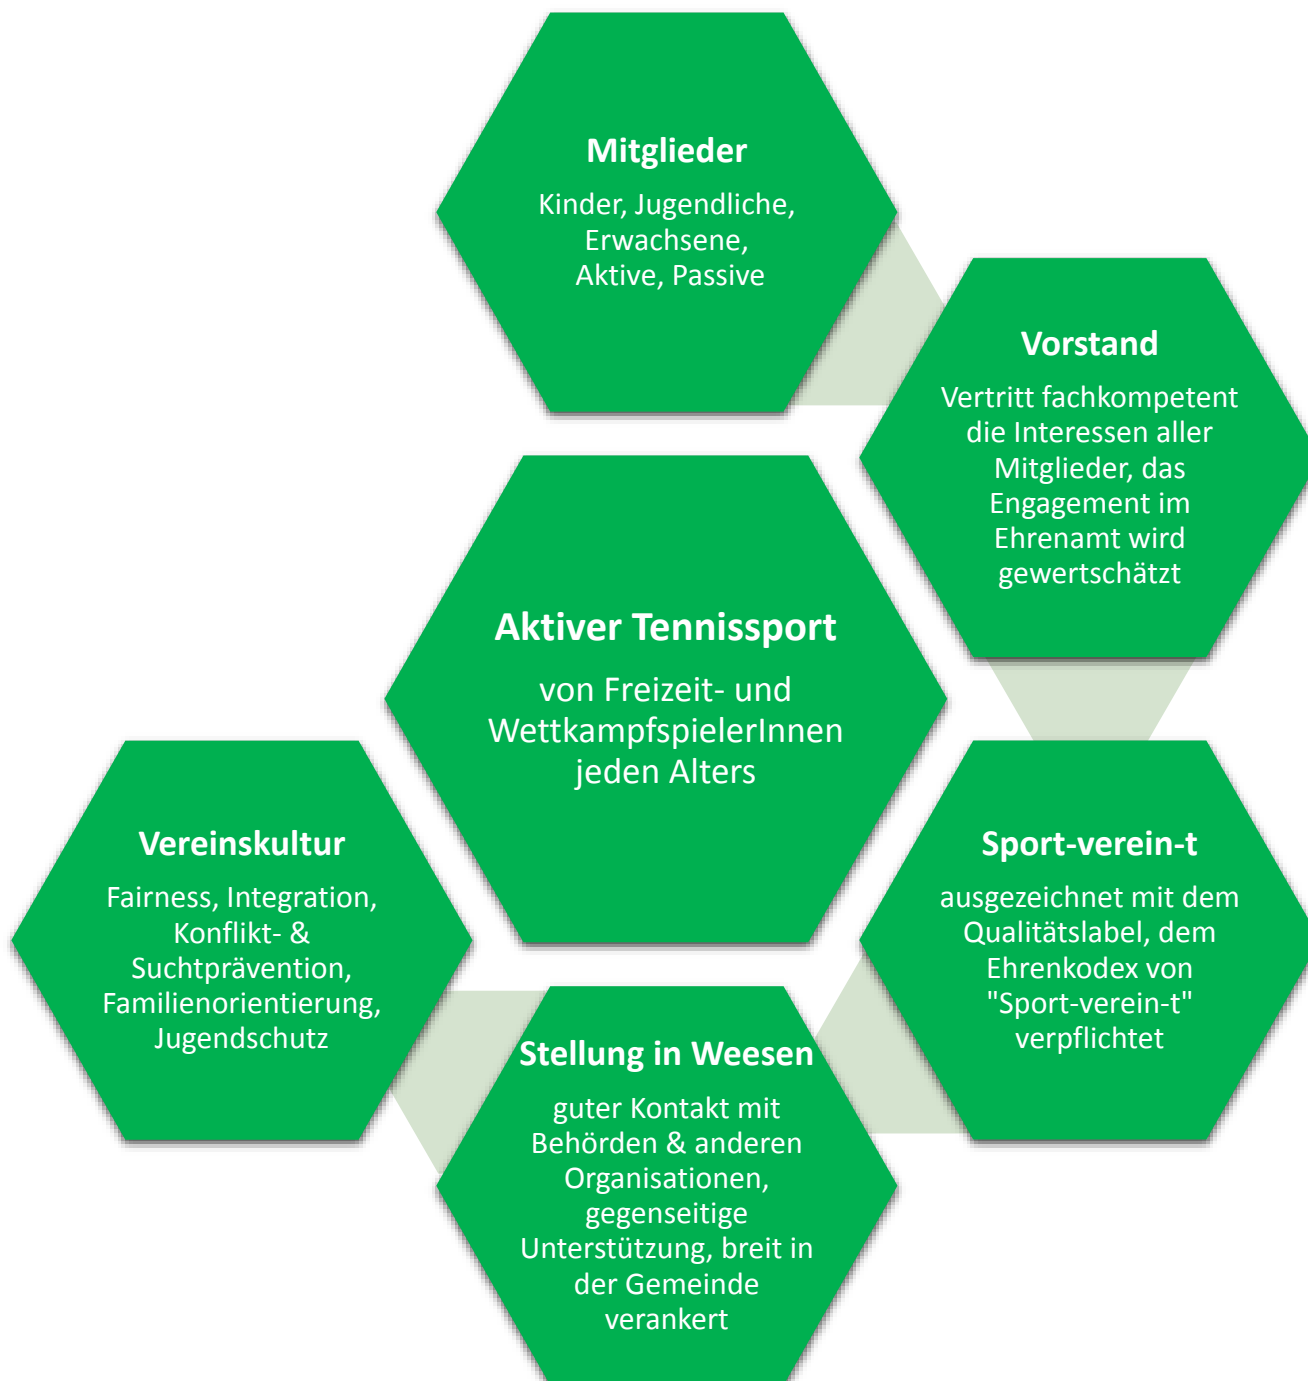 Mitglieder
Kinder, Jugendliche,
Erwachsene,
Aktive, Passive
Vorstand
Vertritt fachkompetent
die Interessen aller
Mitglieder, das
Engagement im
Ehrenamt wird
gewertschätzt
Aktiver Tennissport
von Freizeit- und
WettkampfspielerInnen
jeden Alters
Sport-verein-t
ausgezeichnet mit dem
Qualitätslabel, dem
Ehrenkodex von
"Sport-verein-t"
verpflichtet
Stellung in Weesen
guter Kontakt mit
Behörden & anderen
Organisationen,
gegenseitige
Unterstützung, breit in
der Gemeinde
verankert
Vereinskultur
Fairness, Integration,
Konflikt- &
Suchtprävention,
Familienorientierung,
Jugendschutz